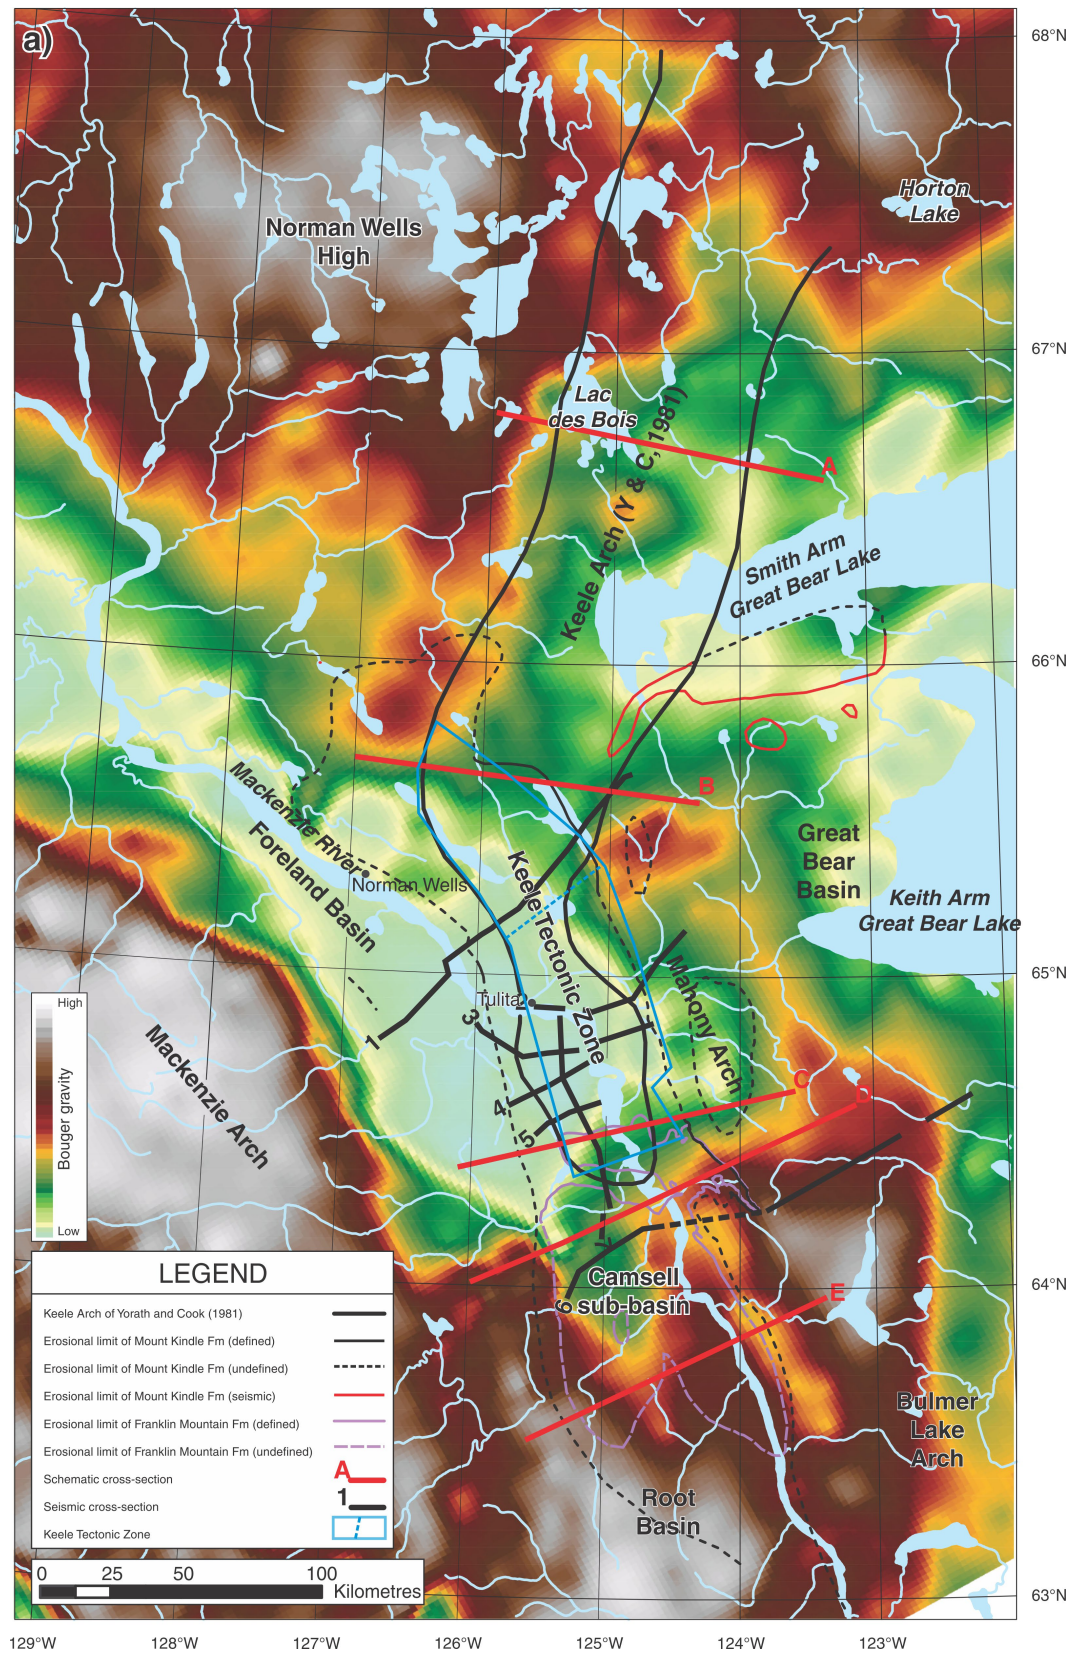 a)
68°N
Horton
Lake
Norman Wells
High
67°N
Lac
des Bois
Keele Arch (Y & C, 1981)
A
Smith Arm
Great Bear Lake
66°N
B
Mackenzie River
Foreland Basin
Norman Wells
Keele Tectonic Zone
Great
Bear
Basin
Keith Arm
Great Bear Lake
65°N
Mahony Arch
Tulita
2
1
3
4
5
7
6
C
D
Mackenzie Arch
High
Bouger gravity
Low
64°N
Camsell
sub-basin
E
Bulmer
Lake
Arch
Root
Basin
LEGEND
Keele Arch of Yorath and Cook (1981)
Erosional limit of Mount Kindle Fm (defined)
Erosional limit of Mount Kindle Fm (undefined)
Erosional limit of Mount Kindle Fm (seismic)
Erosional limit of Franklin Mountain Fm (defined)
Erosional limit of Franklin Mountain Fm (undefined)
Schematic cross-section A
Seismic cross-section 1
Keele Tectonic Zone
0 25 50 100
Kilometres
63°N
129°W 128°W 127°W 126°W 125°W 124°W 123°W